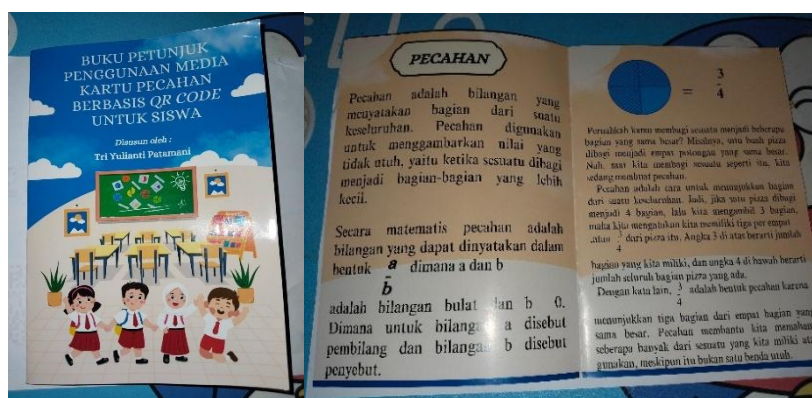 BUKU PETUNJUK
PENGGUNAAN MEDIA
KARTU PECAHAN
BERBASIS QR CODE
UNTUK SISWA
Disusun oleh :
Tri Yulianti Patamani
PECAHAN
Pecahan adalah bilangan yang
menyatakan bagian dari suatu
keseluruhan. Pecahan digunakan
untuk menggambarkan nilai yang
tidak utuh, yaitu ketika sesuatu dibagi
menjadi bagian-bagian yang lebih
kecil.
Secara matematis pecahan adalah
bilangan yang dapat dinyatakan dalam
bentuk a/b dimana a dan b
adalah bilangan bulat dan b 0.
Dimana untuk bilangan a disebut
pembilang dan bilangan b disebut
penyebut.
= 3/4
Pernahkah kamu membagi sesuatu menjadi beberapa
bagian yang sama besar? Misalnya, satu buah pizza
dibagi menjadi empat potongan yang sama besar.
Nah, saat kita membagi sesuatu seperti itu, kita
sedang membuat pecahan.
Pecahan adalah cara untuk menunjukkan bagian
dari suatu keseluruhan. Jadi, jika satu pizza dibagi
menjadi 4 bagian, lalu kita mengambil 3 bagian,
maka kita mengatakan kita memiliki tiga per empat
atau 3/4 dari pizza itu. Angka 3 di atas berarti jumlah
bagian yang kita miliki, dan angka 4 di bawah berarti
jumlah seluruh bagian pizza yang ada.
Dengan kata lain, 3/4 adalah bentuk pecahan karena
menunjukkan tiga bagian dari empat bagian yang
sama besar. Pecahan membantu kita
seberapa banyak dari sesuatu yang kita miliki
gunakan, meskipun itu bukan satu benda utuh.